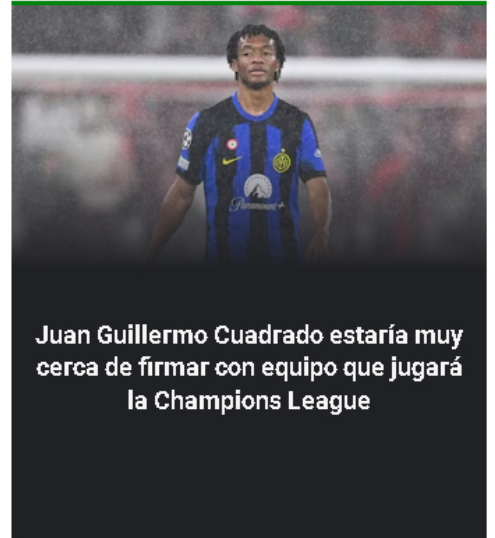 Paramount+
Juan Guillermo Cuadrado estaría muy
cerca de firmar con equipo que jugará
la Champions League